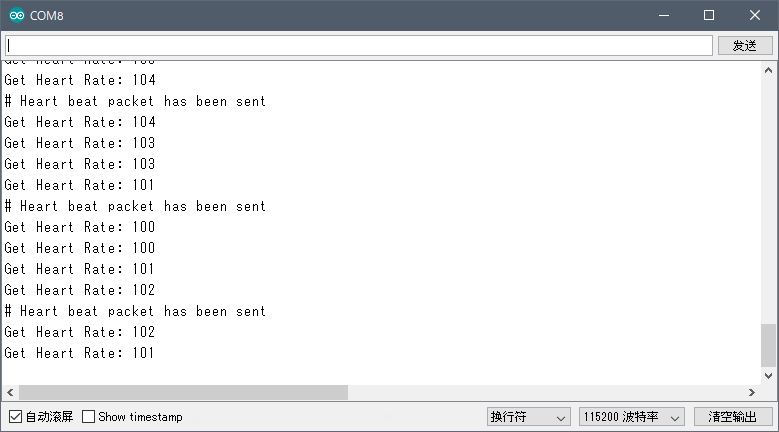 COM8
发送
Get Heart Rate: 104
# Heart beat packet has been sent
Get Heart Rate: 104
Get Heart Rate: 103
Get Heart Rate: 103
Get Heart Rate: 101
# Heart beat packet has been sent
Get Heart Rate: 100
Get Heart Rate: 100
Get Heart Rate: 101
Get Heart Rate: 102
# Heart beat packet has been sent
Get Heart Rate: 102
Get Heart Rate: 101
自动滚屏 Show timestamp 换行符 115200 波特率 清空输出